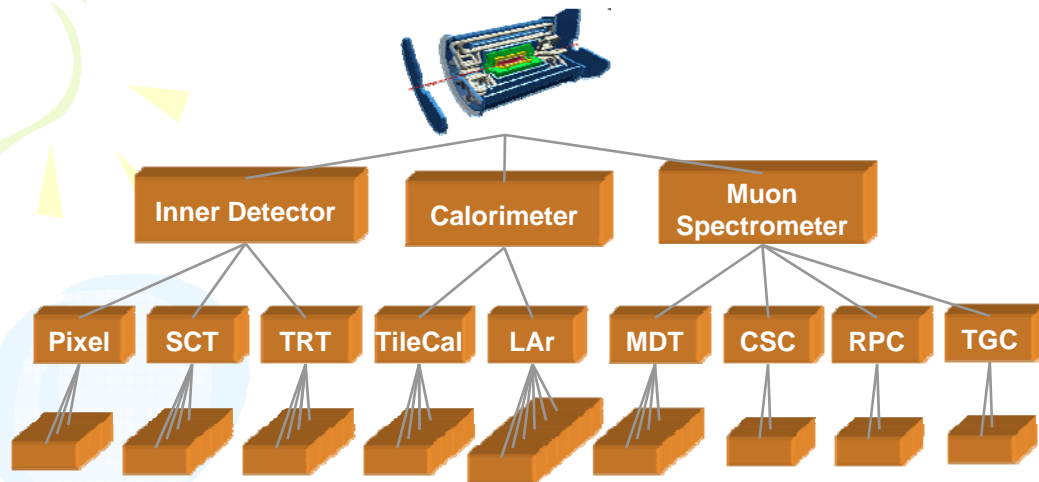 Inner Detector
Calorimeter
Muon
Spectrometer
Pixel
SCT
TRT
TileCal
LAr
MDT
CSC
RPC
TGC